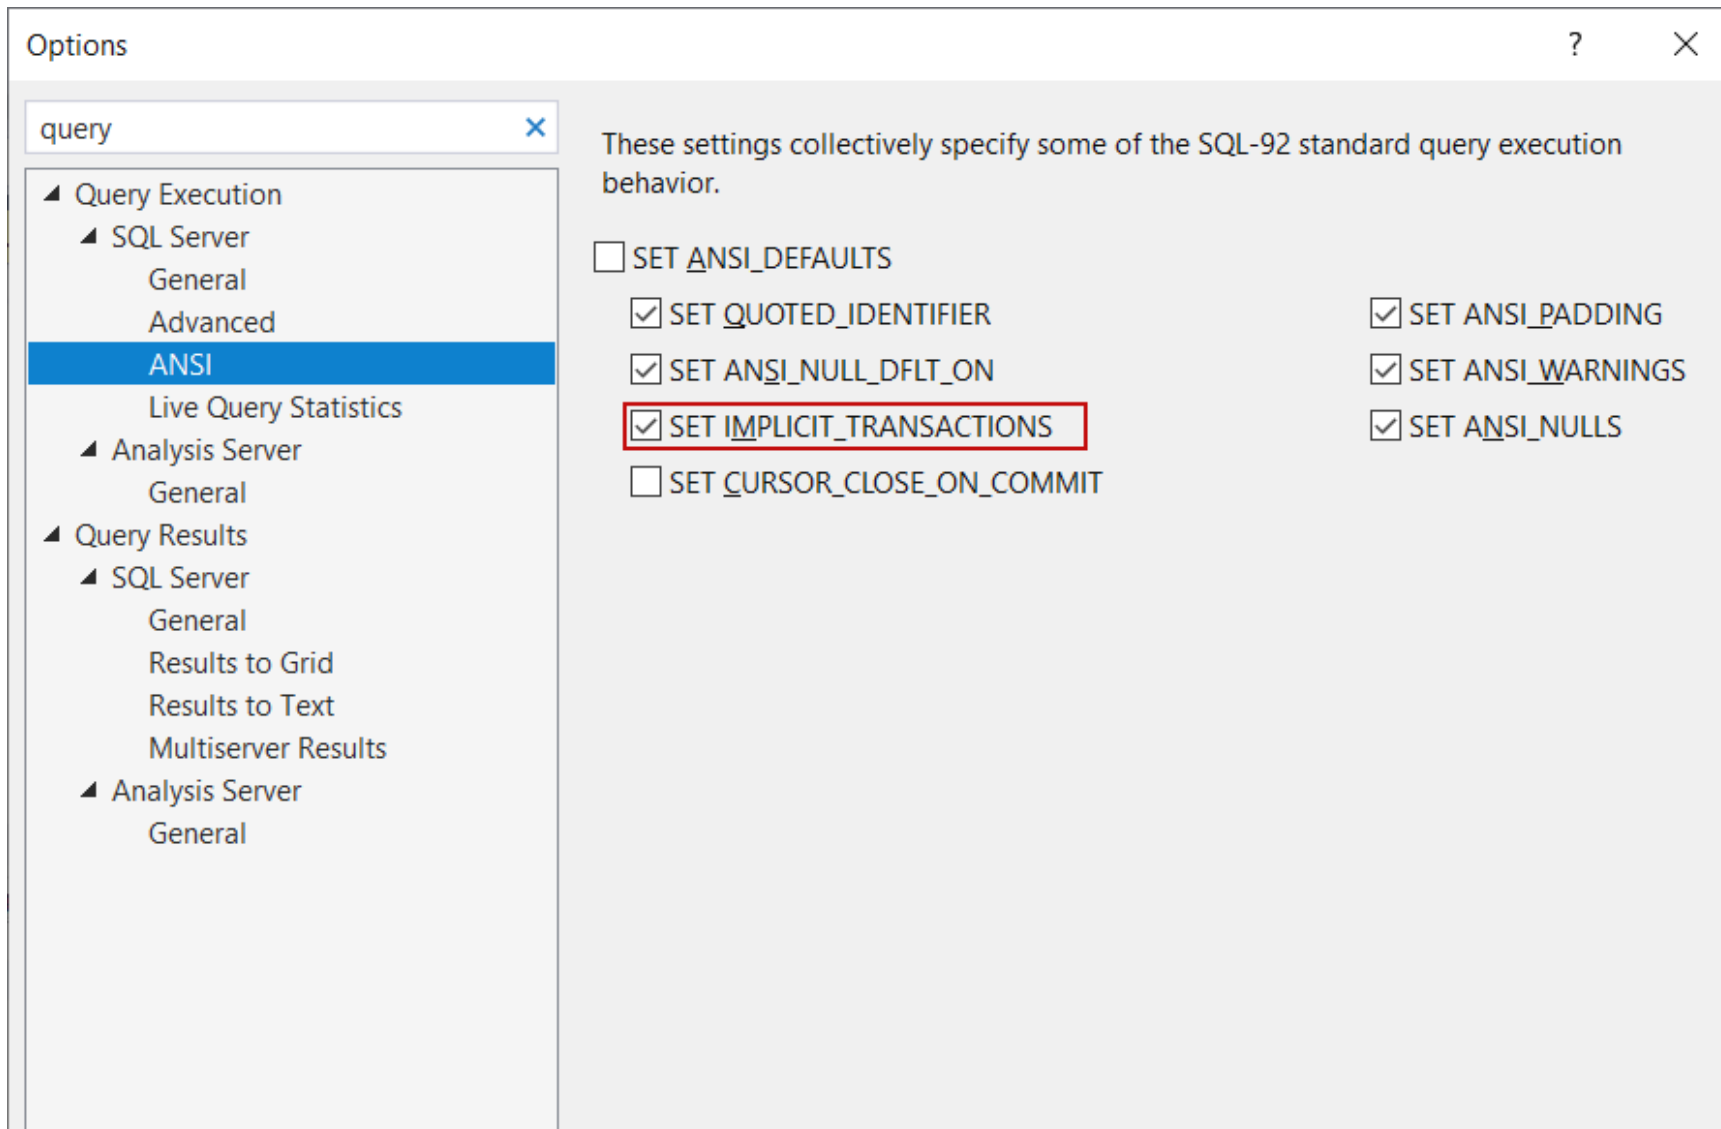 Options
?
query
Query Execution
SQL Server
General
Advanced
ANSI
Live Query Statistics
Analysis Server
General
Query Results
SQL Server
General
Results to Grid
Results to Text
Multiserver Results
Analysis Server
General
These settings collectively specify some of the SQL-92 standard query execution
behavior.
SET ANSI_DEFAULTS
SET QUOTED_IDENTIFIER
SET ANSI_PADDING
SET ANSI_NULL_DFLT_ON
SET ANSI_WARNINGS
SET IMPLICIT_TRANSACTIONS
SET ANSI_NULLS
SET CURSOR_CLOSE_ON_COMMIT